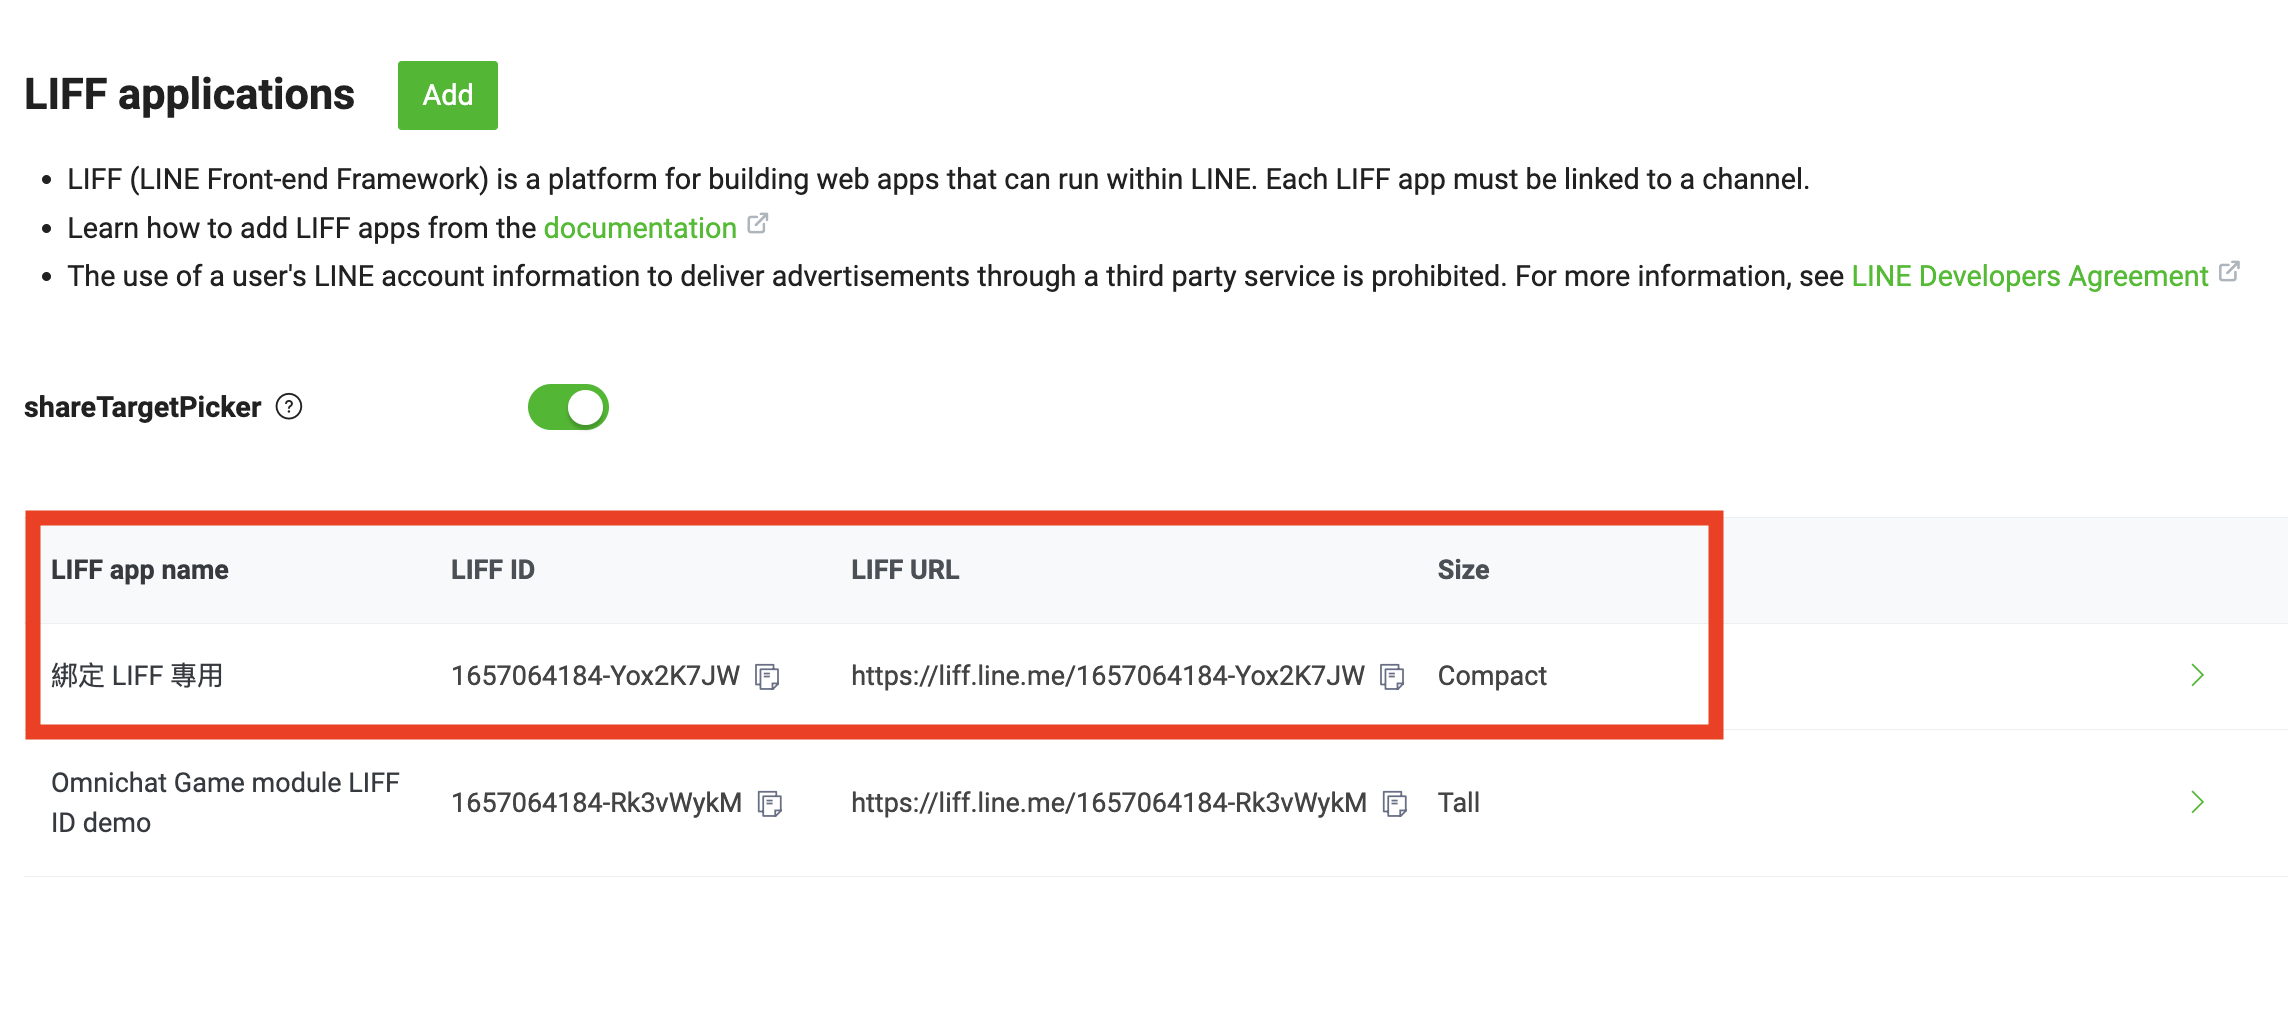 LIFF applications Add
LIFF (LINE Front-end Framework) is a platform for building web apps that can run within LINE. Each LIFF app must be linked to a channel.
Learn how to add LIFF apps from the documentation
The use of a user's LINE account information to deliver advertisements through a third party service is prohibited. For more information, see LINE Developers Agreement
shareTargetPicker
LIFF app name LIFF ID LIFF URL Size
綁定 LIFF 專用 1657064184-Yox2K7JW https://liff.line.me/1657064184-Yox2K7JW Compact
Omnichat Game module LIFF
ID demo 1657064184-Rk3vWykM https://liff.line.me/1657064184-Rk3vWykM Tall